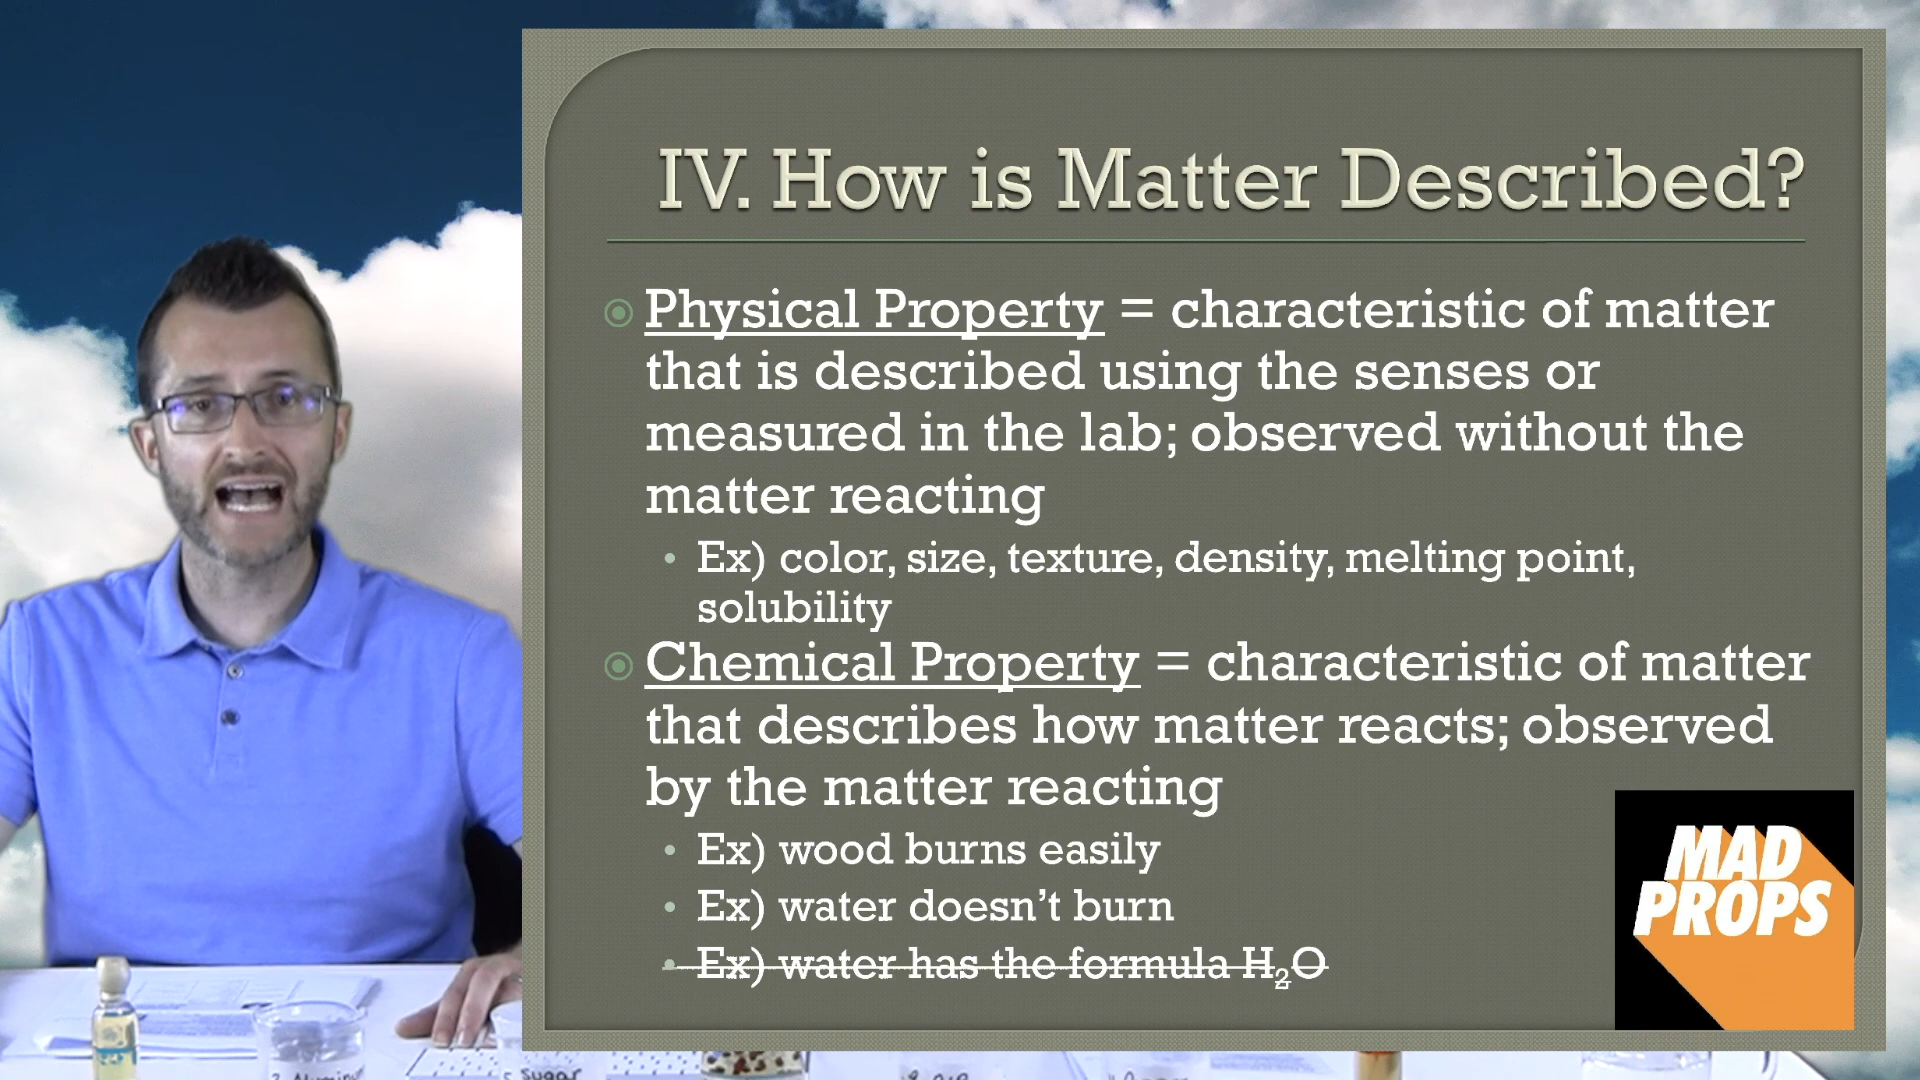 IV. How is Matter Described?
Physical Property = characteristic of matter
that is described using the senses or
measured in the lab; observed without the
matter reacting
• Ex) color, size, texture, density, melting point,
solubility
Chemical Property = characteristic of matter
that describes how matter reacts; observed
by the matter reacting
• Ex) wood burns easily
• Ex) water doesn't burn
• Ex) water has the formula H₂O
MAD
PROPS
Sugar